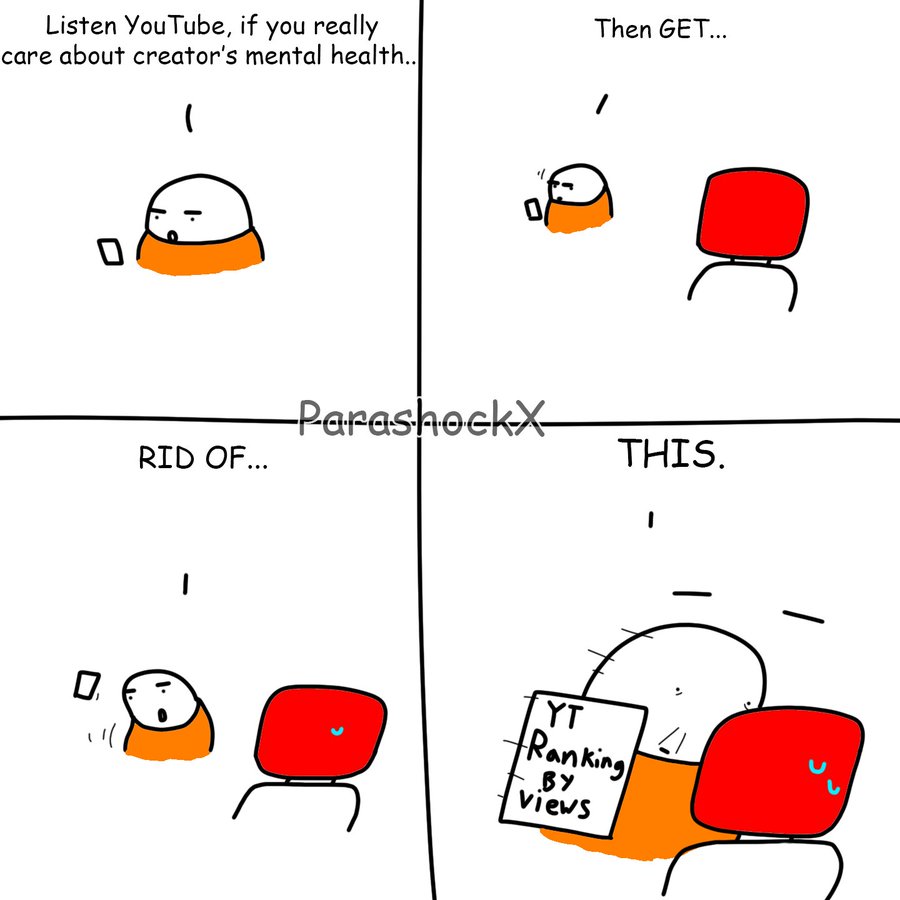 Listen YouTube, if you really
care about creator's mental health..
Then GET...
ParashockX
RID OF...
THIS.
YT
Ranking
BY
views